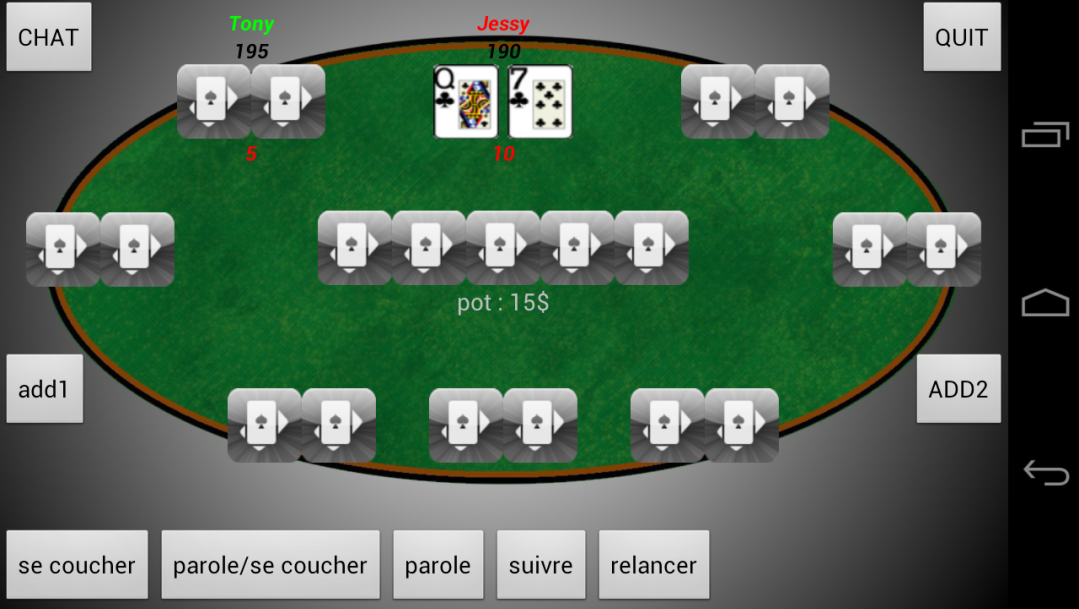 CHAT
Tony
195
Jessy
190
QUIT
Q
7
5
10
pot : 15$
add1
ADD2
se coucher
parole/se coucher
parole
suivre
relancer